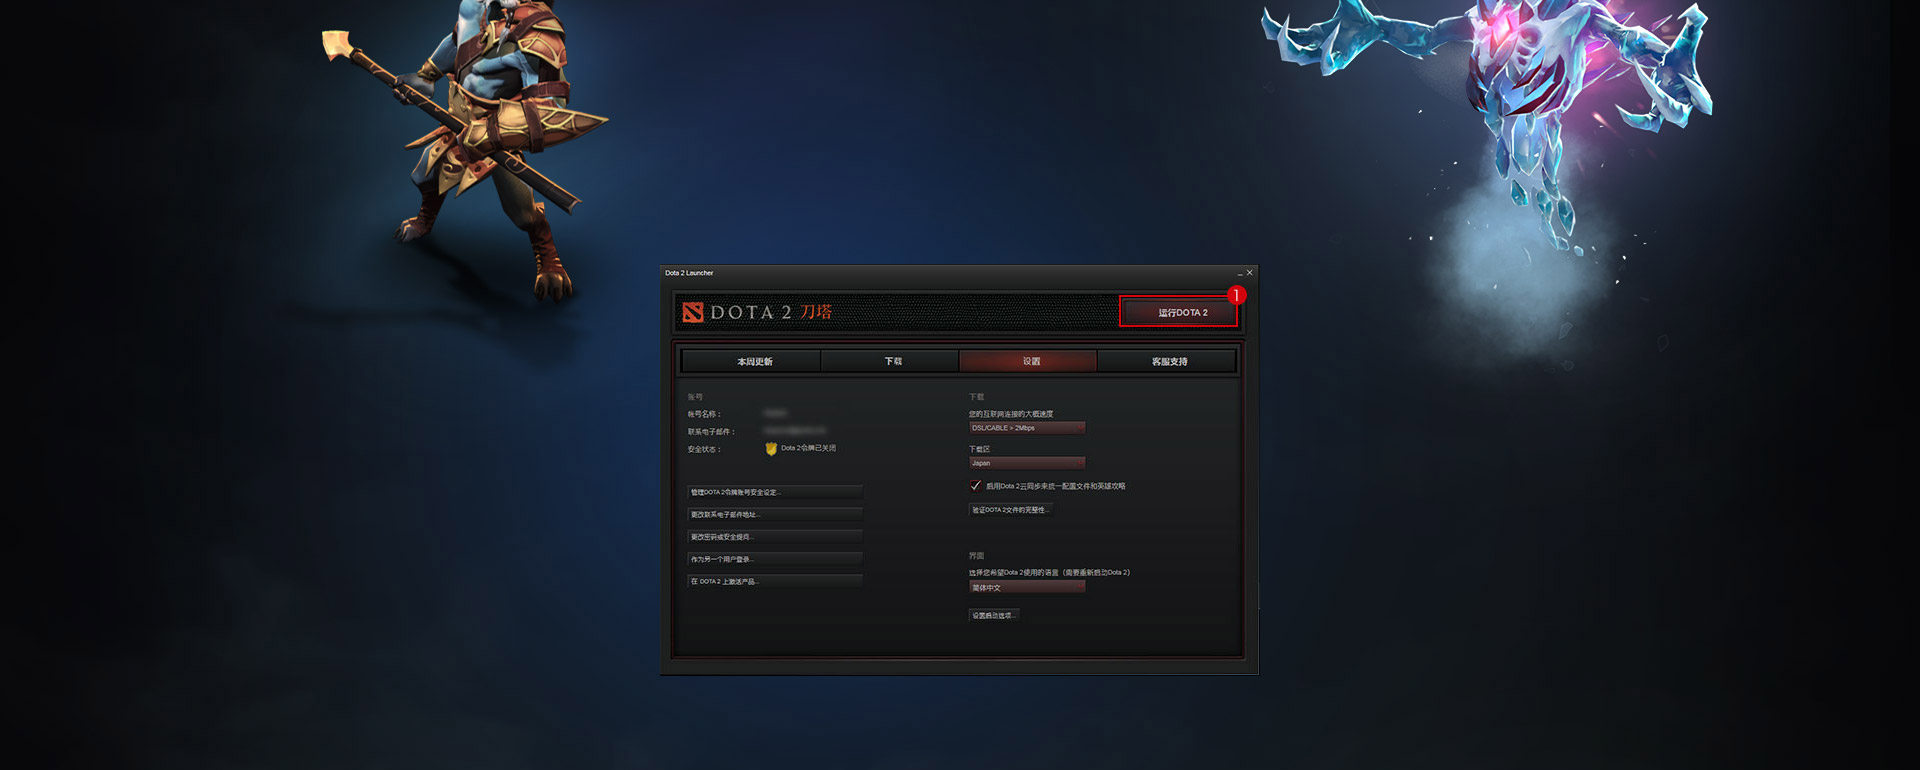 Dota 2 Launcher
DOTA 2 刀塔
运行DOTA 2
1
本周更新
下载
设置
客服支持
账号
帐号名称：
联系电子邮件：
安全状态：
Dota 2令牌已关闭
管理DOTA 2令牌账号安全设定...
更改联系电子邮件地址...
更改密码或安全提问...
作为另一个用户登录...
在 DOTA 2 上激活产品...
下载
您的互联网连接的大概速度
DSL/CABLE > 2Mbps
下载区
Japan
启用Dota 2云同步来统一配置文件和英雄攻略
验证DOTA 2文件的完整性...
界面
选择您希望Dota 2使用的语言（需要重新启动Dota 2）
简体中文
设置启动选项...